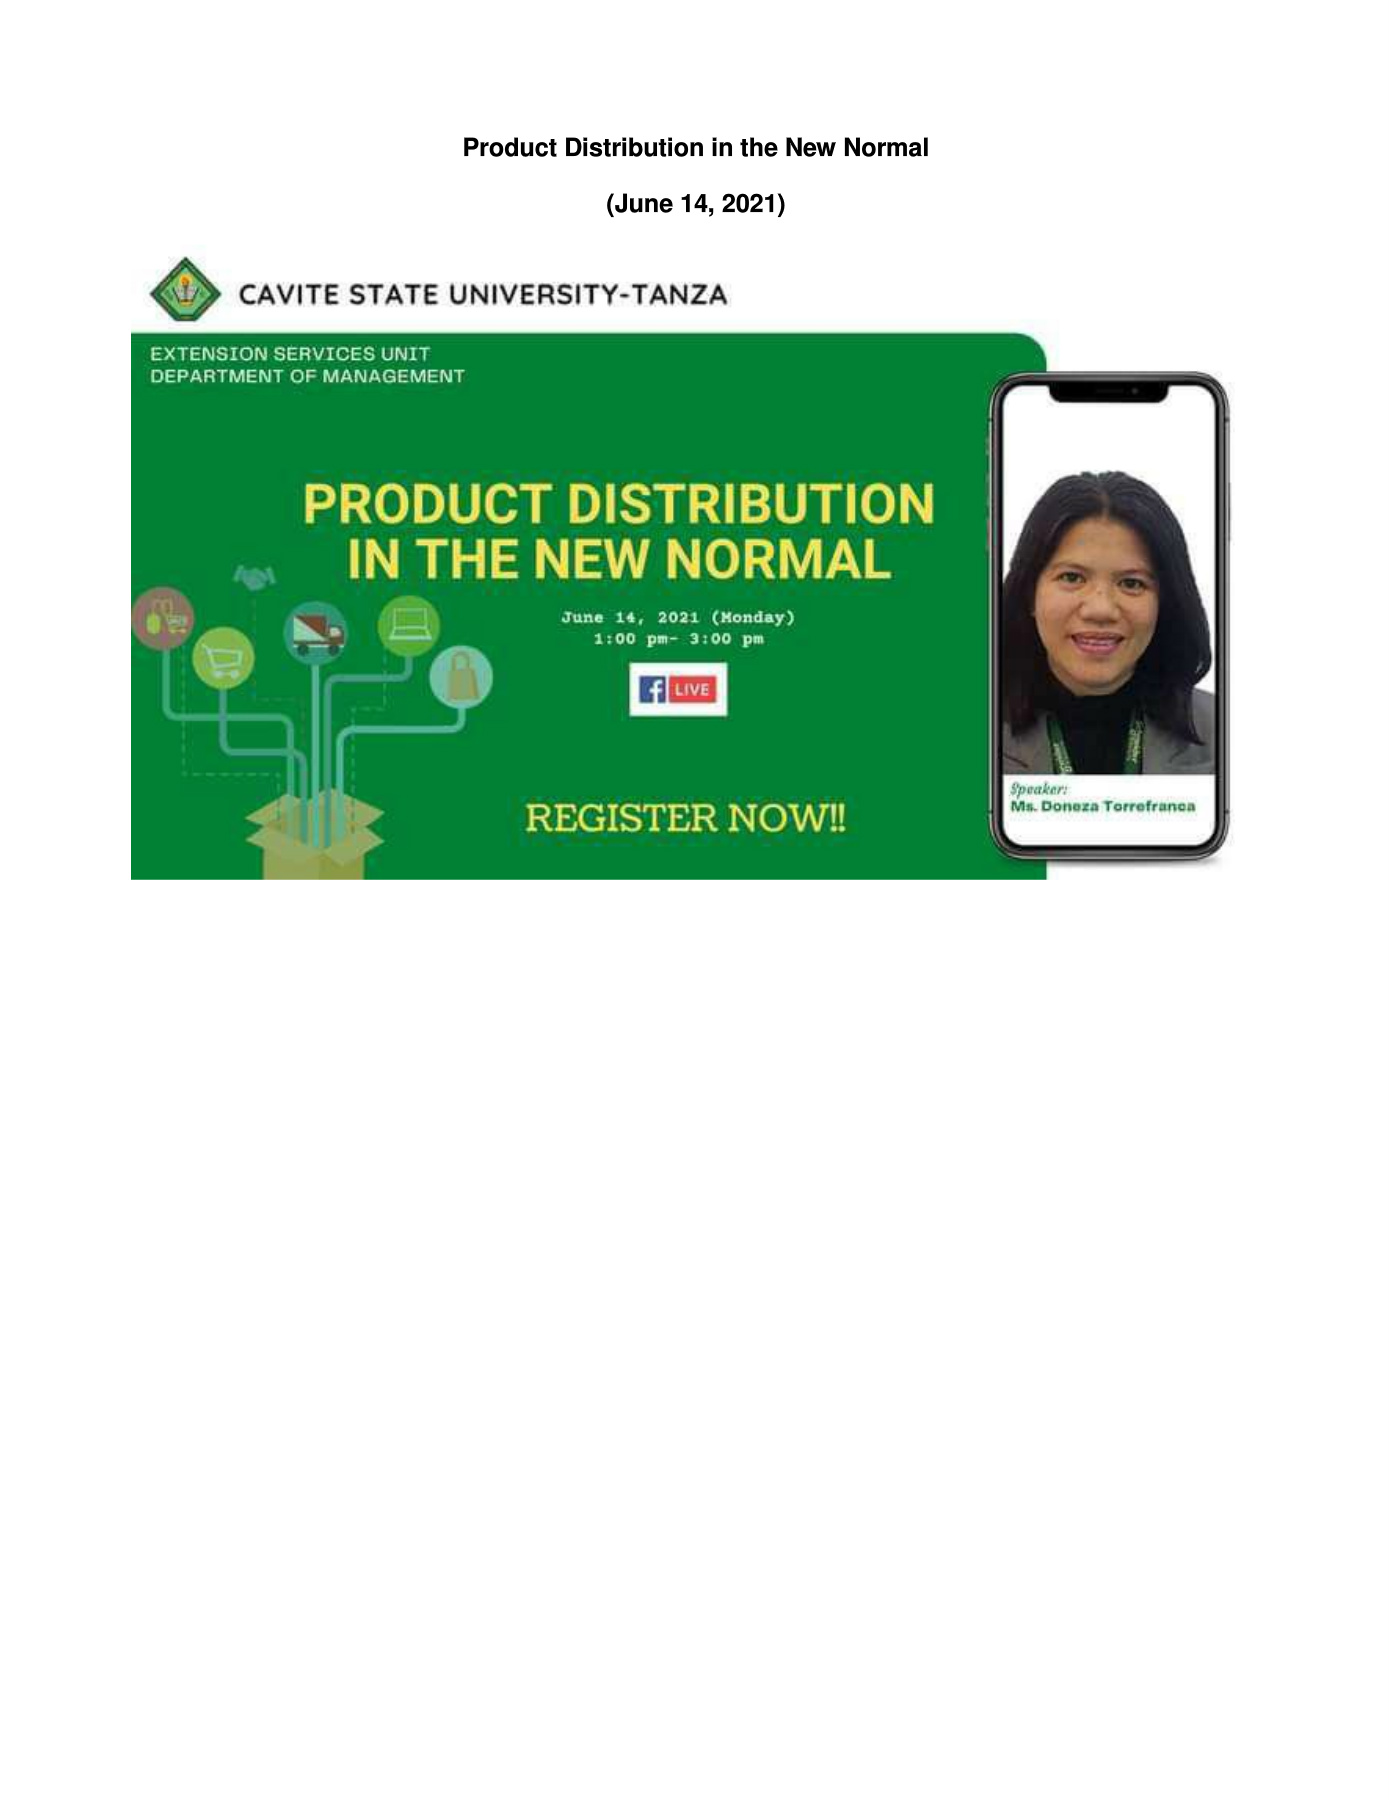 Product Distribution in the New Normal
(June 14, 2021)
CAVITE STATE UNIVERSITY-TANZA
EXTENSION SERVICES UNIT
DEPARTMENT OF MANAGEMENT
PRODUCT DISTRIBUTION
IN THE NEW NORMAL
June 14, 2021 (Monday)
1:00 pm- 3:00 pm
f LIVE
REGISTER NOW!!
Speaker:
Ms. Doneza Torrefranca